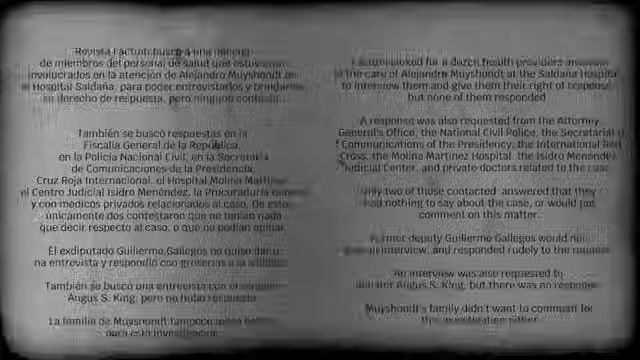 Revista Factum buscó a una
de miembros del personal de salud que estuvieron
involucrados en la atención de Alejandro Muyshondt en
el Hospital Saldaña, para poder entrevistarlos y brindarles
su derecho de respuesta, pero ninguno contestó.
También se buscó respuestas en la
Fiscalía General de la República,
en la Policía Nacional Civil, en la Secretaría
de Comunicaciones de la Presidencia,
Cruz Roja Internacional, el Hospital Molina Martínez,
el Centro Judicial Isidro Menéndez, la Procuraduría General
y con médicos privados relacionados al caso. De estos
únicamente dos contestaron que no tenían nada
que decir respecto al caso, o que no podían opinar.
El exdiputado Guillermo Gallegos no quiso dar
una entrevista y respondió con groserías a la
También se buscó una entrevista con el
Angus S. King, pero no hubo respuesta.
La familia de Muyshondt tampoco quiso
para esta investigación.
Factum looked for a dozen health providers involved
in the care of Alejandro Muyshondt at the Saldaña Hospital
to interview them and give them their right of response
but none of them responded.
A response was also requested from the Attorney
General's Office, the National Civil Police, the Secretariat
of Communications of the Presidency, the International Red
Cross, the Molina Martínez Hospital, the Isidro Menéndez
Judicial Center, and private doctors related to the case.
Only two of those contacted answered that they
had nothing to say about the case, or would not
comment on this matter.
Former deputy Guillermo Gallegos would not
interview, and responded rudely to the request.
An interview was also requested to
Angus S. King, but there was no response.
Muyshondt's family didn't want to comment for
this investigation either.